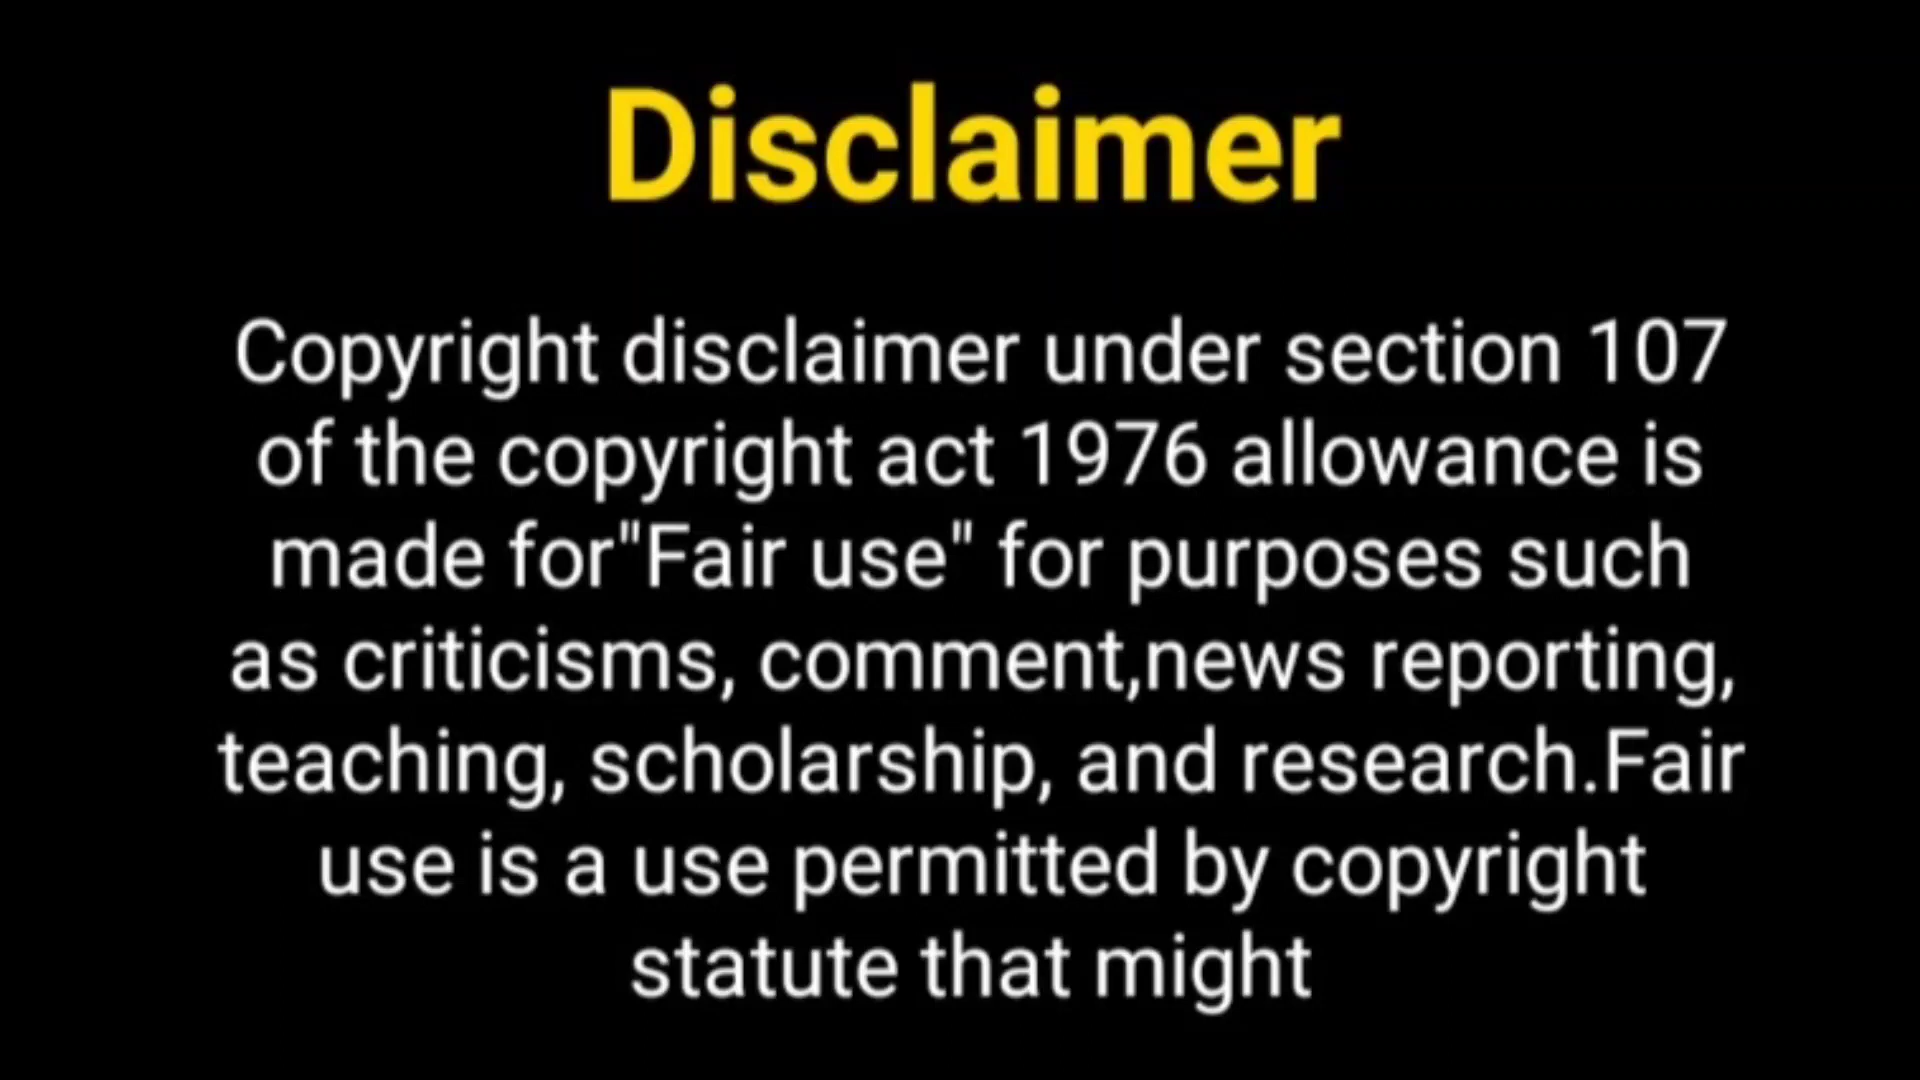 Disclaimer
Copyright disclaimer under section 107
of the copyright act 1976 allowance is
made for"Fair use" for purposes such
as criticisms, comment,news reporting,
teaching, scholarship, and research.Fair
use is a use permitted by copyright
statute that might